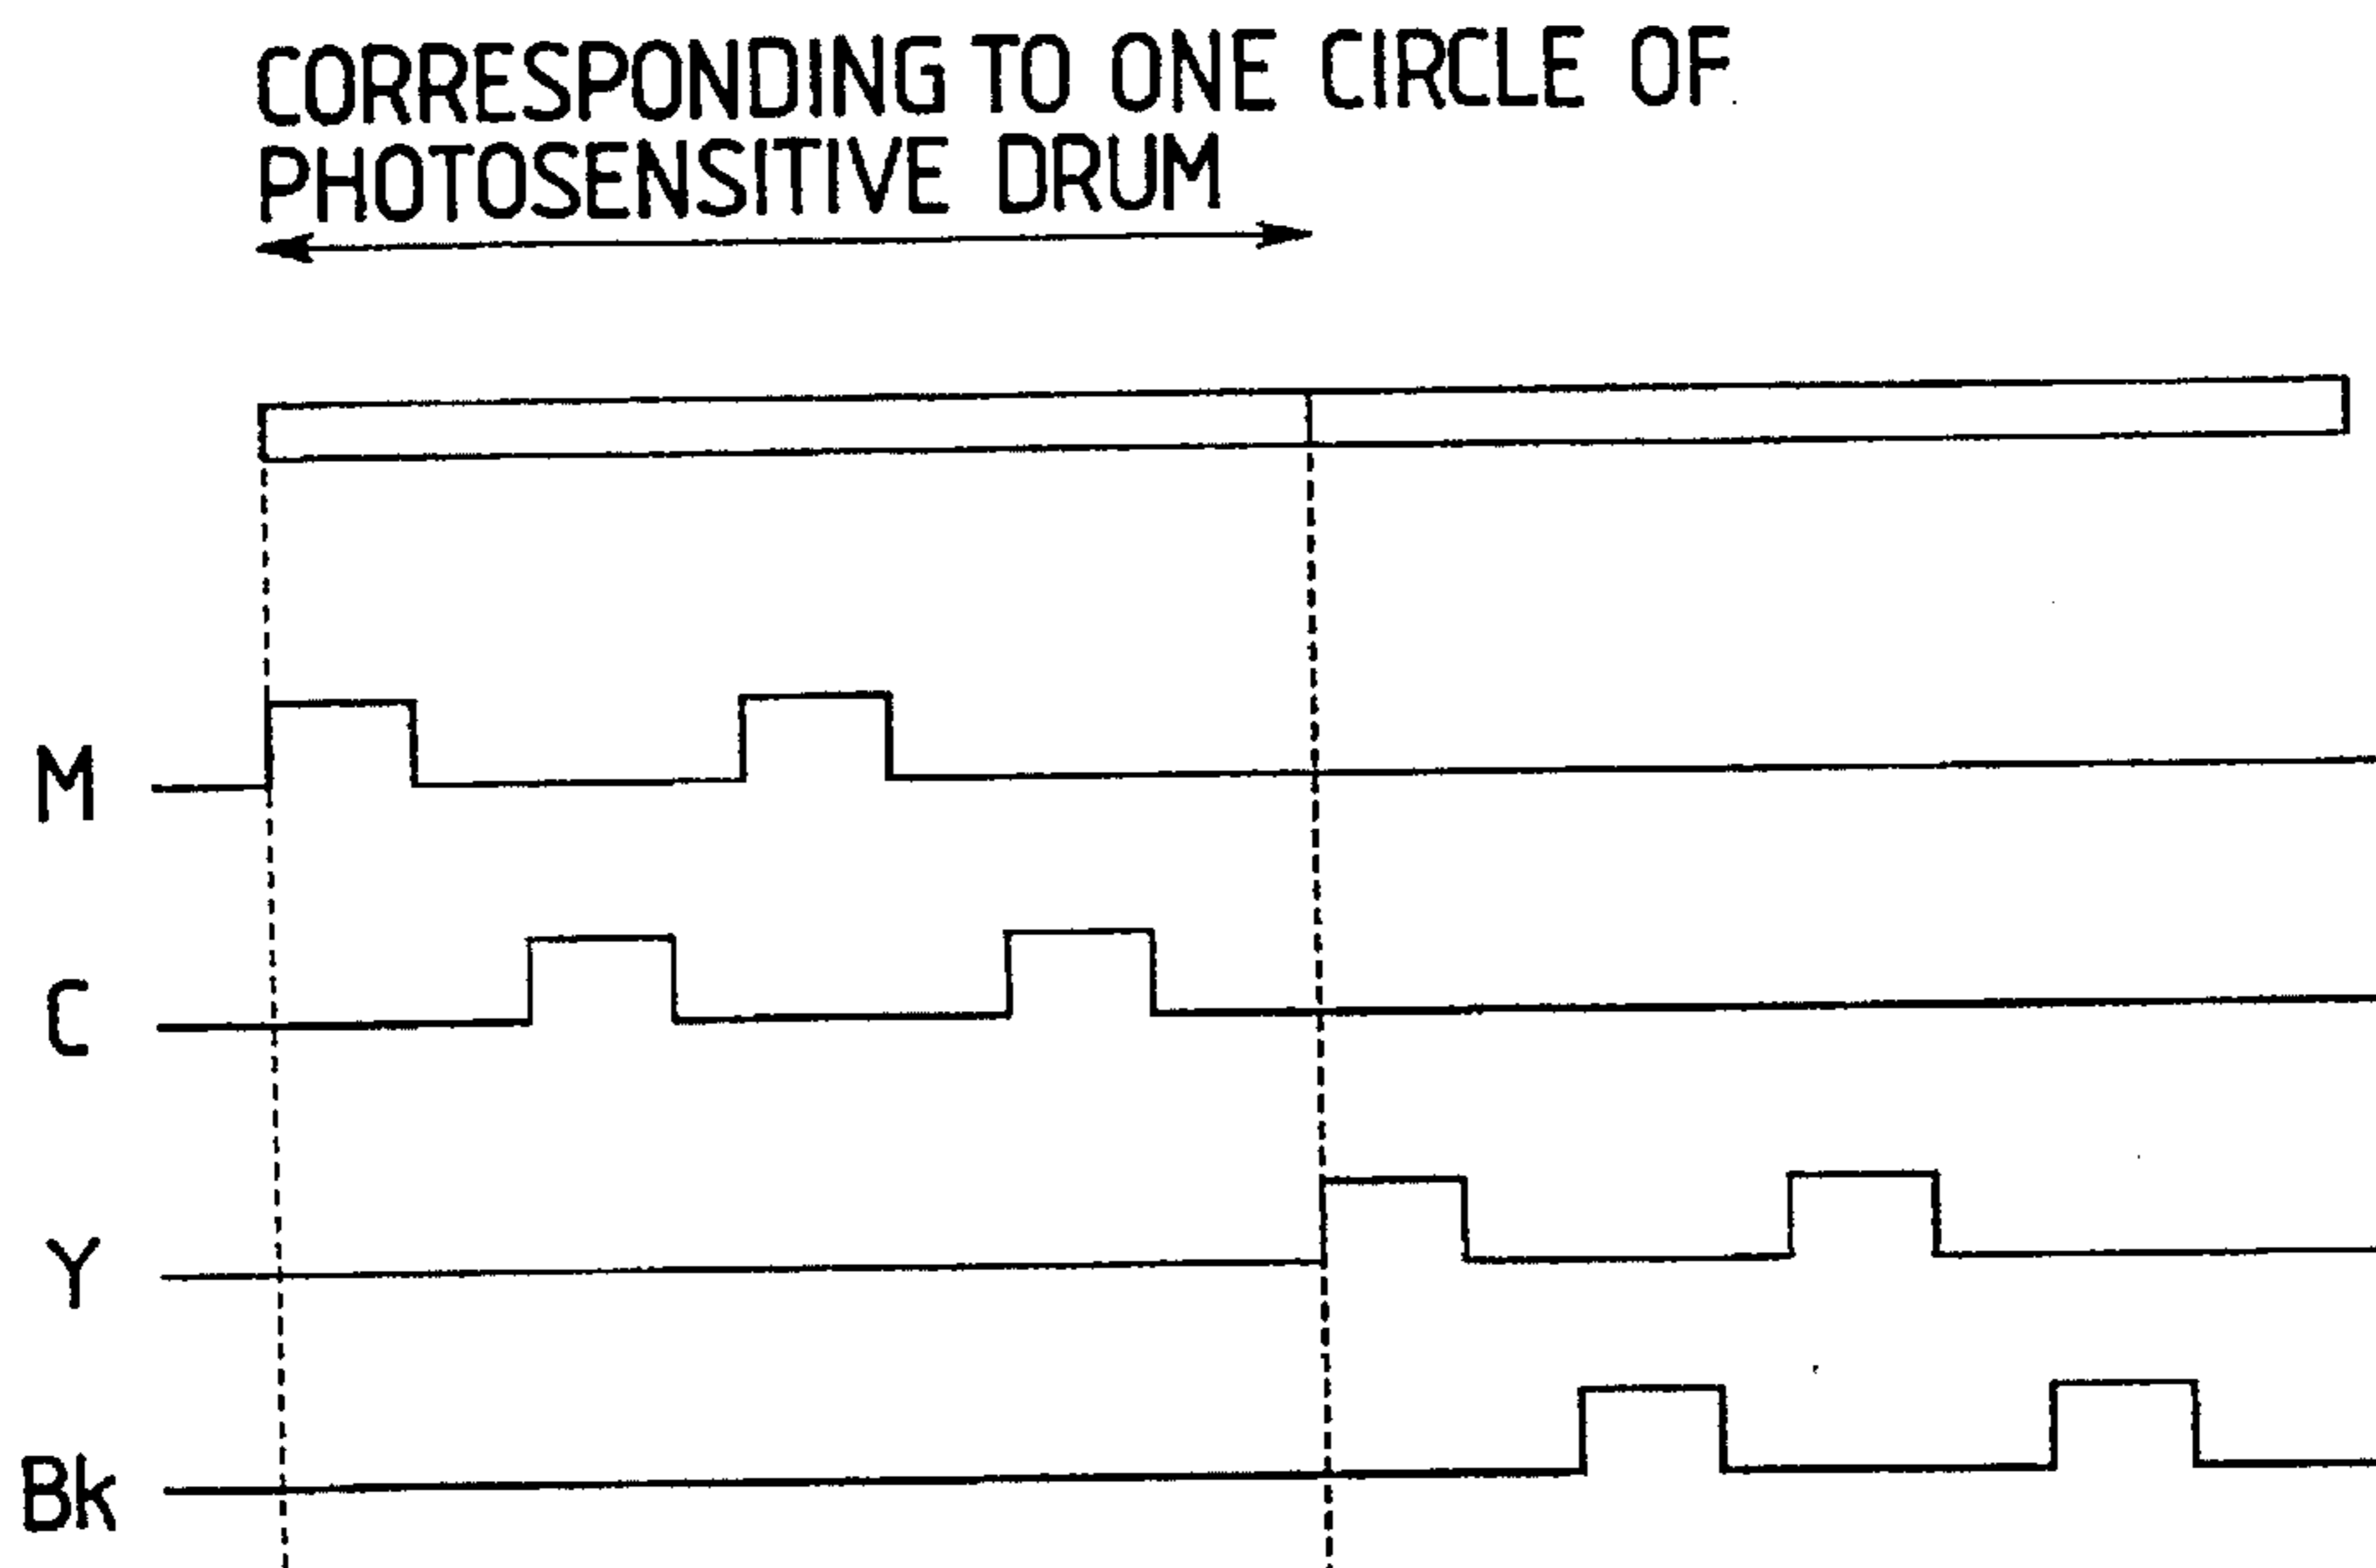 CORRESPONDING TO ONE CIRCLE OF
PHOTOSENSITIVE DRUM
M
C
Y
Bk